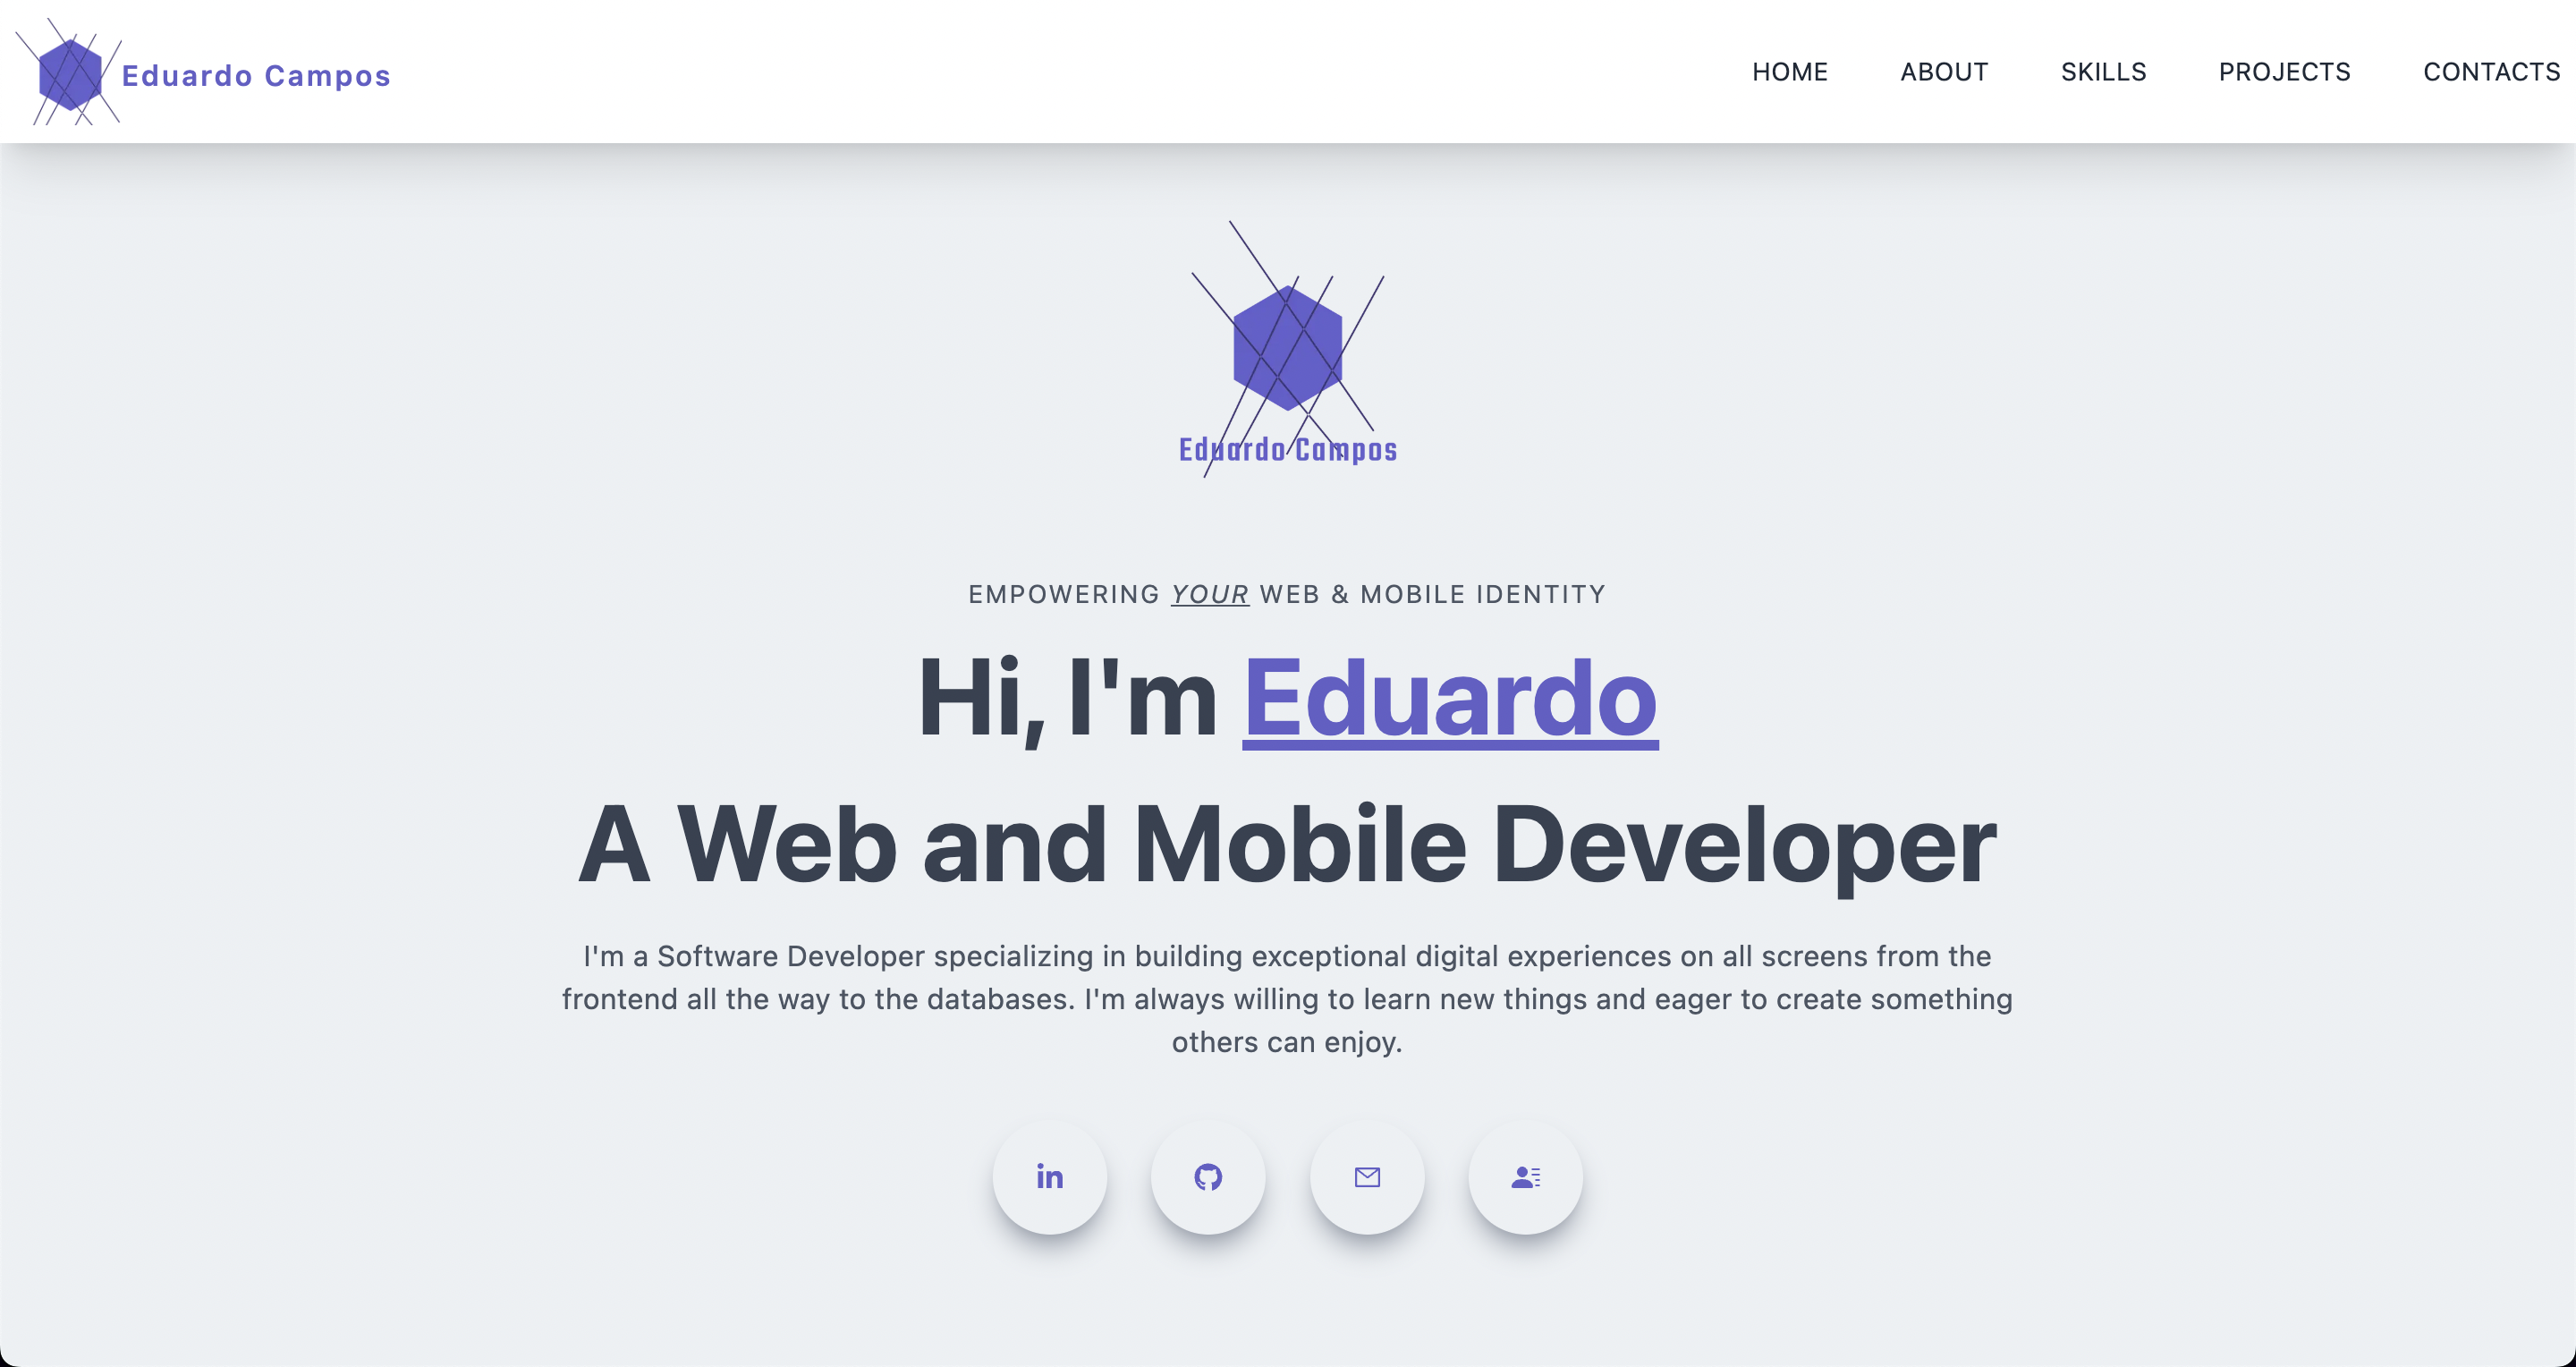 Eduardo Campos
HOME ABOUT SKILLS PROJECTS CONTACTS
Eduardo Campos
EMPOWERING YOUR WEB & MOBILE IDENTITY
Hi, I'm Eduardo
A Web and Mobile Developer
I'm a Software Developer specializing in building exceptional digital experiences on all screens from the
frontend all the way to the databases. I'm always willing to learn new things and eager to create something
others can enjoy.
in